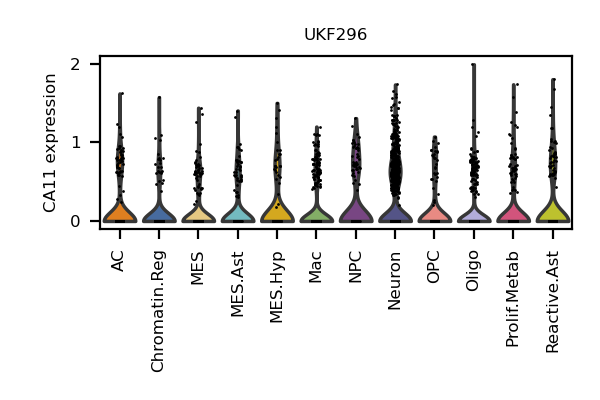 UKF296
CA11 expression
2
1
0
AC
Chromatin.Reg
MES
MES.Ast
MES.Hyp
Mac
NPC
Neuron
OPC
Oligo
Prolif.Metab
Reactive.Ast